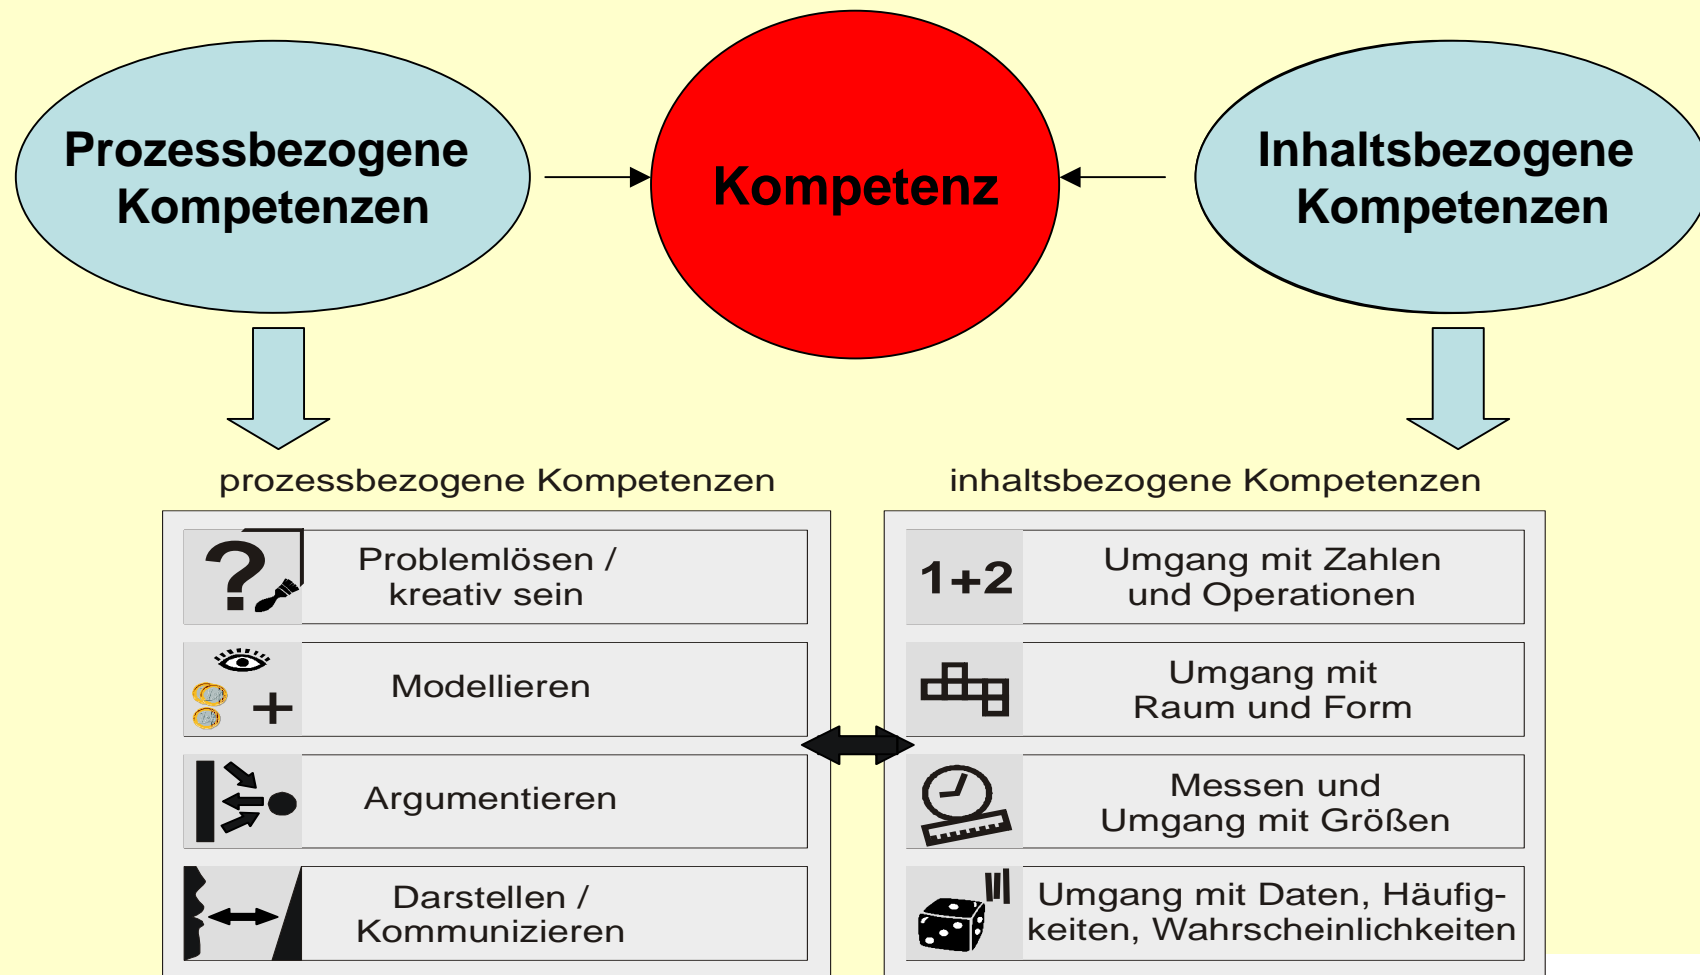 Prozessbezogene
Kompetenzen
Kompetenz
Inhaltsbezogene
Kompetenzen
prozessbezogene Kompetenzen
?
Problemlösen /
kreativ sein
+
Modellieren
Argumentieren
Darstellen /
Kommunizieren
inhaltsbezogene Kompetenzen
1+2
Umgang mit Zahlen
und Operationen
Umgang mit
Raum und Form
Messen und
Umgang mit Größen
Umgang mit Daten, Häufig-
keiten, Wahrscheinlichkeiten